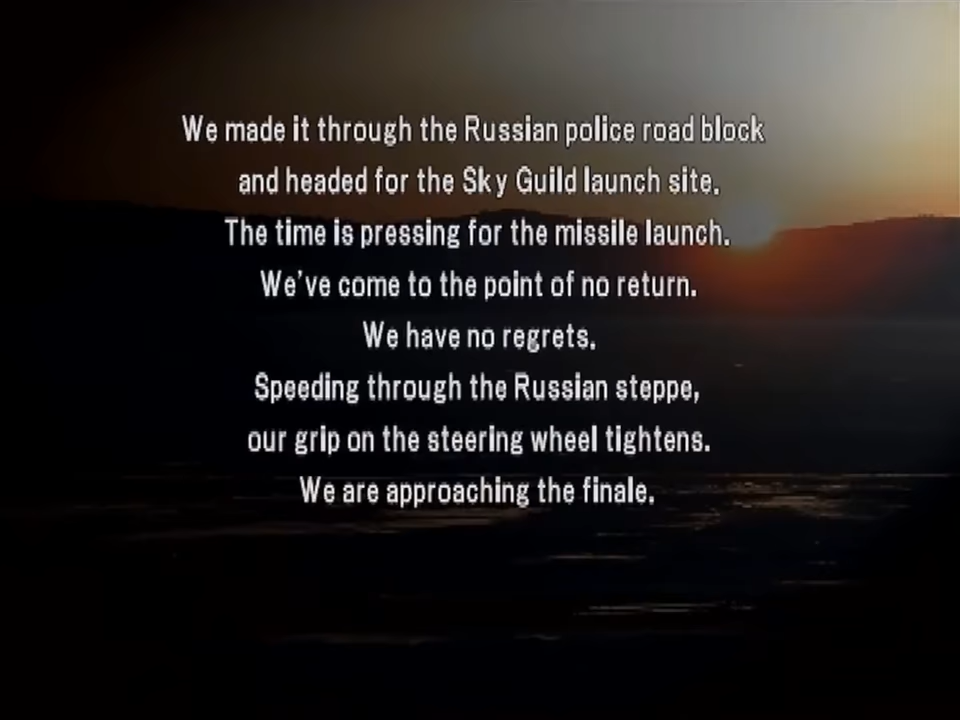 We made it through the Russian police road block
and headed for the Sky Guild launch site.
The time is pressing for the missile launch.
We've come to the point of no return.
We have no regrets.
Speeding through the Russian steppe,
our grip on the steering wheel tightens.
We are approaching the finale.